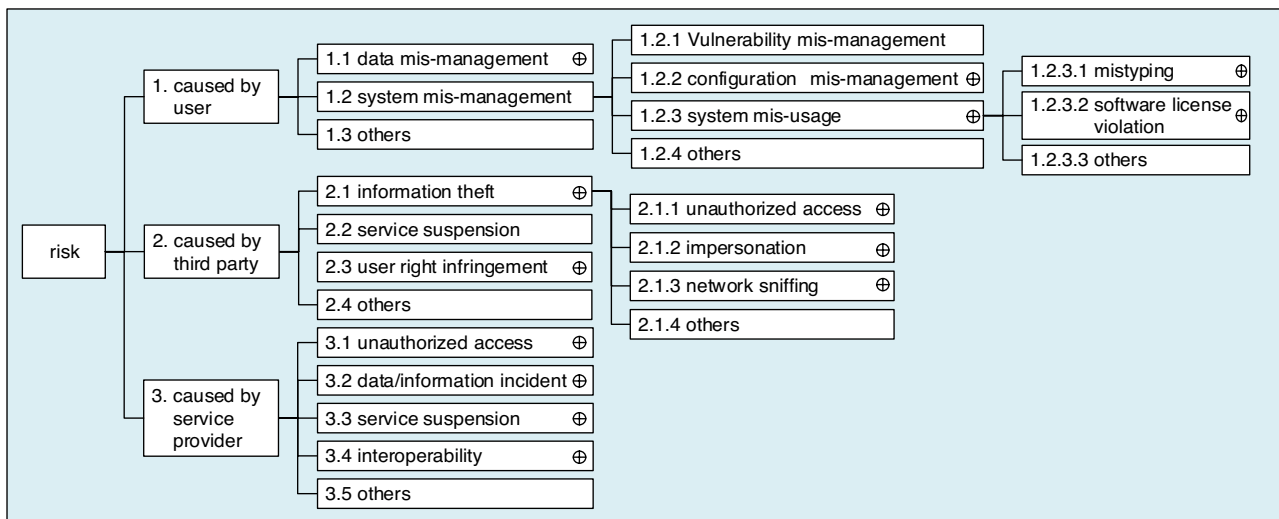 risk
1. caused by
user
1.1 data mis-management ⊕
1.2 system mis-management
1.2.1 Vulnerability mis-management
1.2.2 configuration mis-management ⊕
1.2.3 system mis-usage ⊕
1.2.3.1 mistyping ⊕
1.2.3.2 software license
violation ⊕
1.2.3.3 others
1.2.4 others
1.3 others
2. caused by
third party
2.1 information theft ⊕
2.1.1 unauthorized access ⊕
2.1.2 impersonation ⊕
2.1.3 network sniffing ⊕
2.1.4 others
2.2 service suspension
2.3 user right infringement ⊕
2.4 others
3. caused by
service
provider
3.1 unauthorized access ⊕
3.2 data/information incident ⊕
3.3 service suspension ⊕
3.4 interoperability ⊕
3.5 others